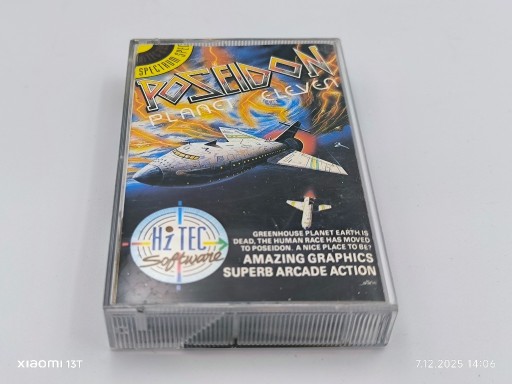 SPECTRUM SPEC
POSEIDON
PLANET ELEVEN
Hi TEC
Software
GREENHOUSE PLANET EARTH IS
DEAD, THE HUMAN RACE HAS MOVED
TO POSEIDON. A NICE PLACE TO BE?
AMAZING GRAPHICS
SUPERB ARCADE ACTION
xiaomi 13T
7.12.2025 14:06